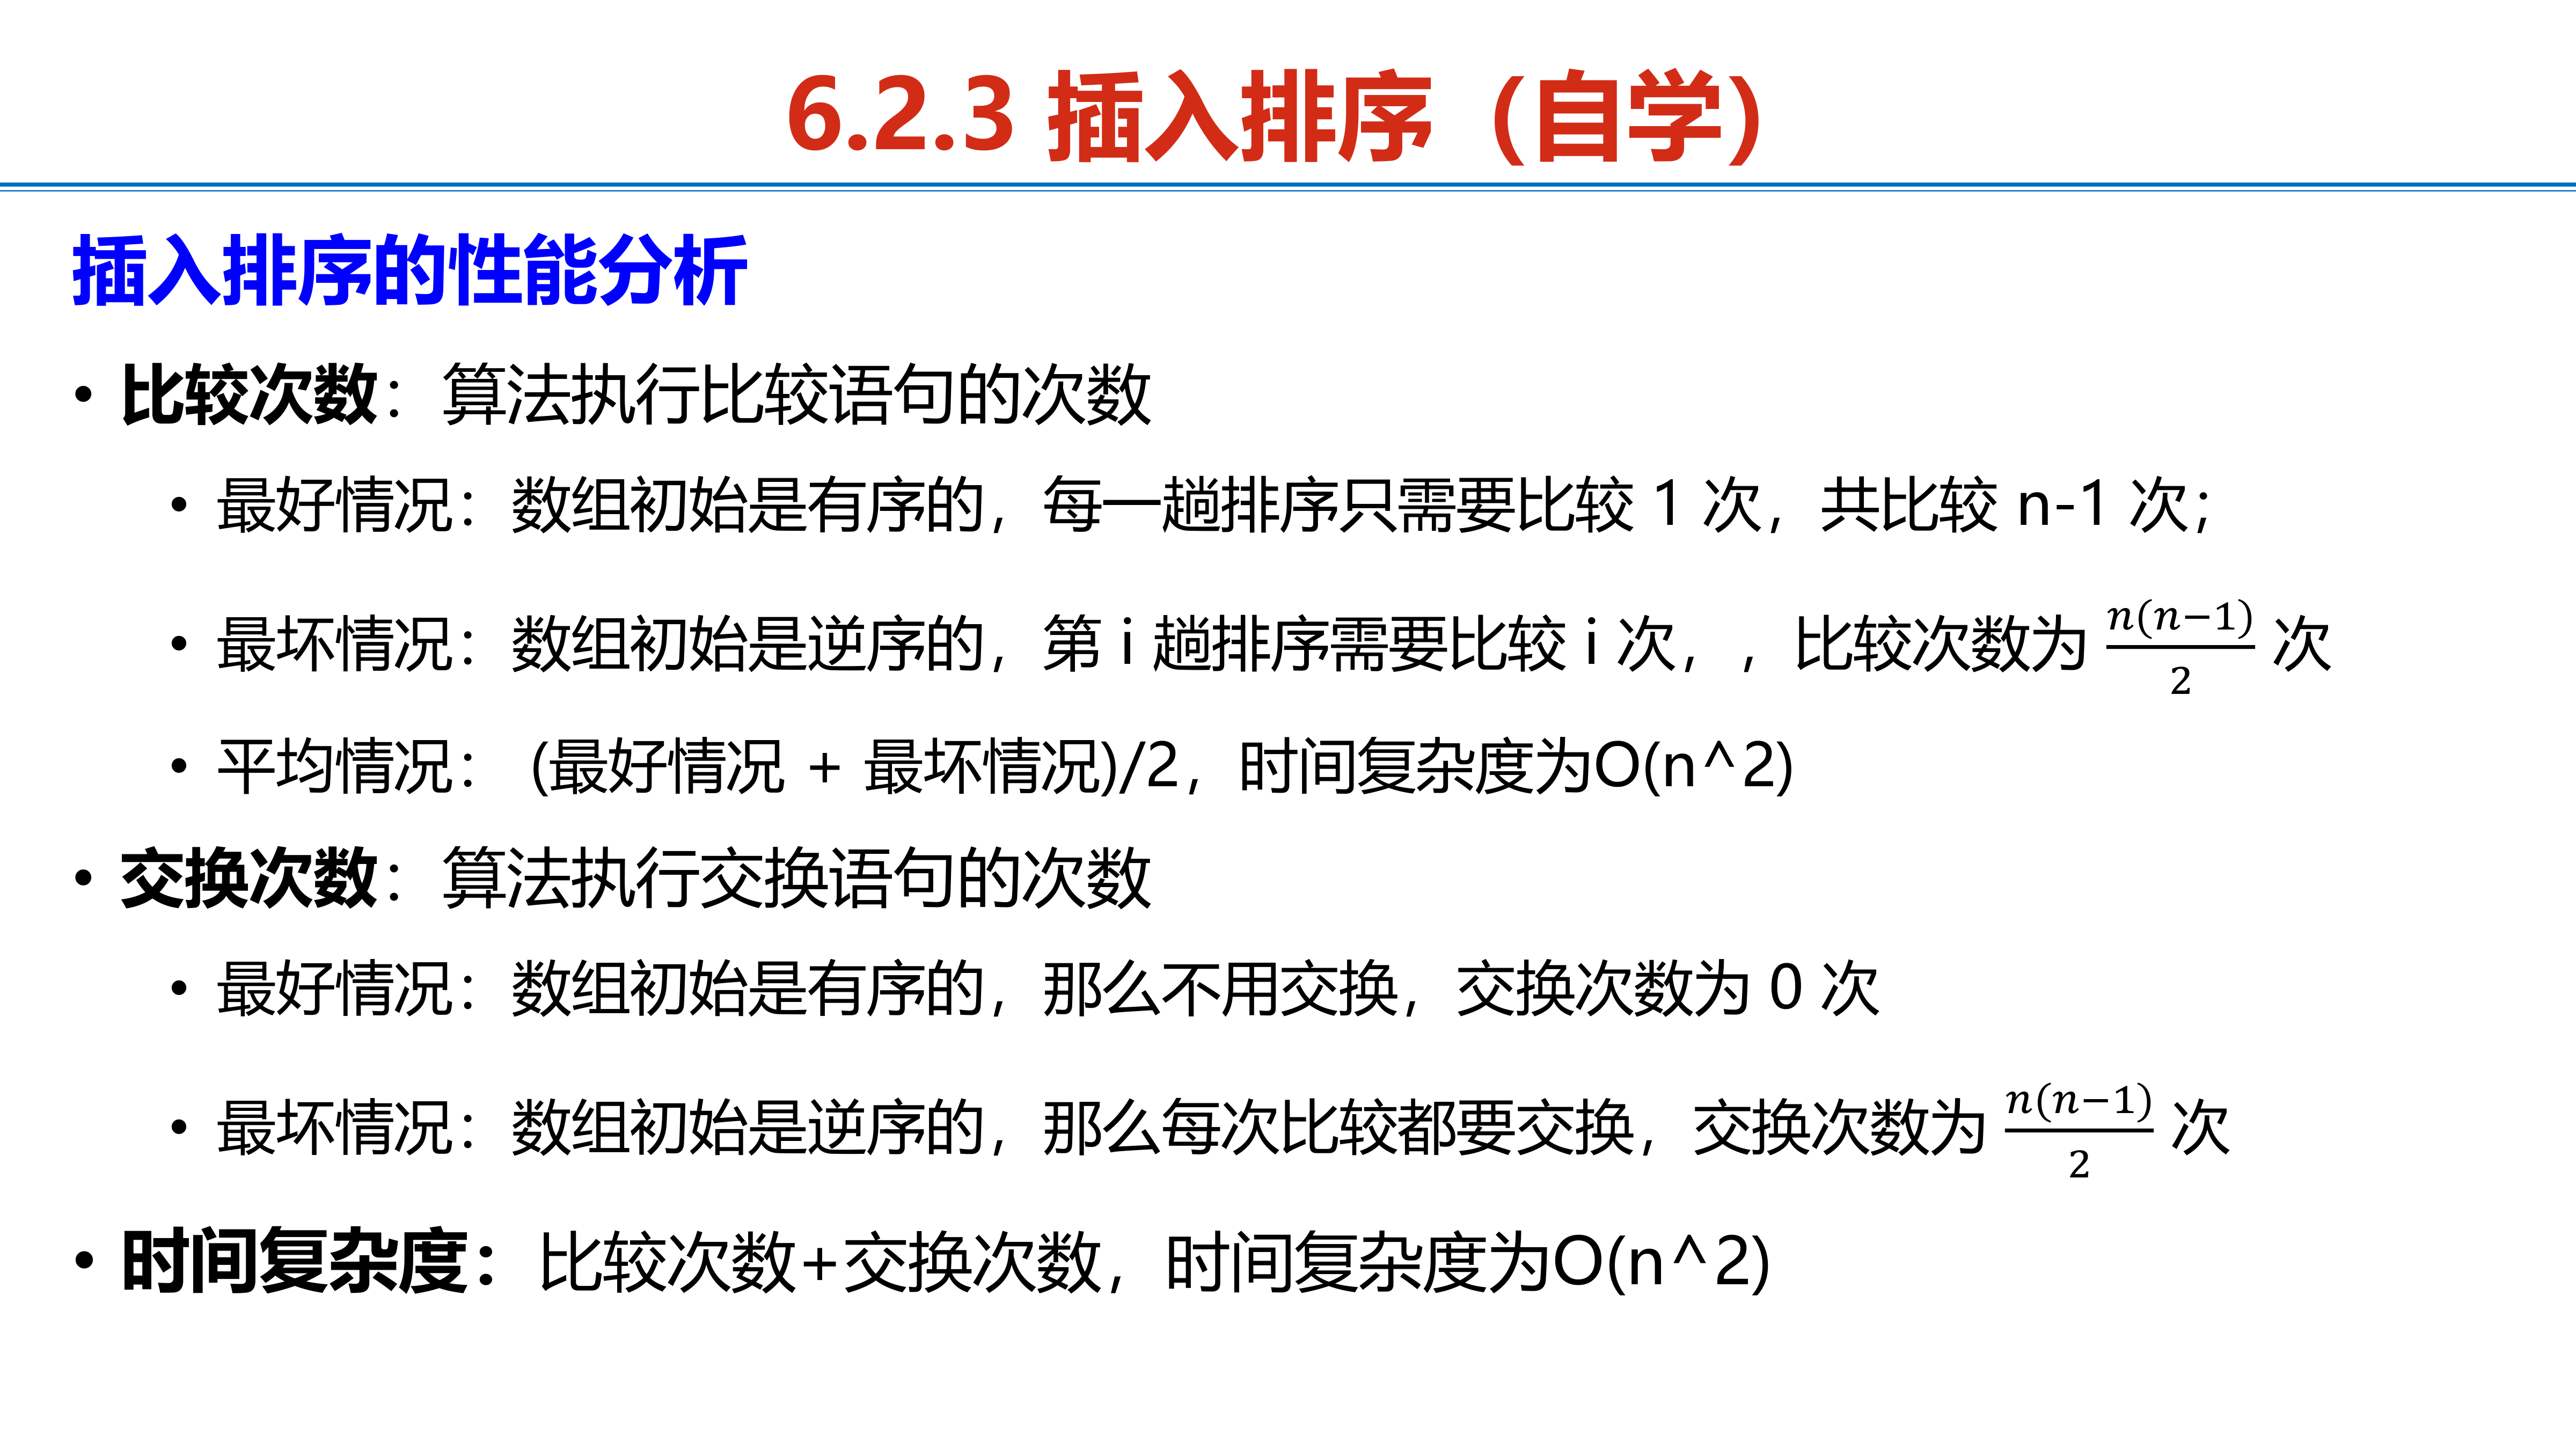 6.2.3 插入排序（自学）
插入排序的性能分析
• 比较次数：算法执行比较语句的次数
• 最好情况：数组初始是有序的，每一趟排序只需要比较 1 次，共比较 n-1 次；
• 最坏情况：数组初始是逆序的，第 i 趟排序需要比较 i 次，，比较次数为 n(n−1)/2 次
• 平均情况： (最好情况 + 最坏情况)/2，时间复杂度为O(n^2)
• 交换次数：算法执行交换语句的次数
• 最好情况：数组初始是有序的，那么不用交换，交换次数为 0 次
• 最坏情况：数组初始是逆序的，那么每次比较都要交换，交换次数为 n(n−1)/2 次
• 时间复杂度：比较次数+交换次数，时间复杂度为O(n^2)